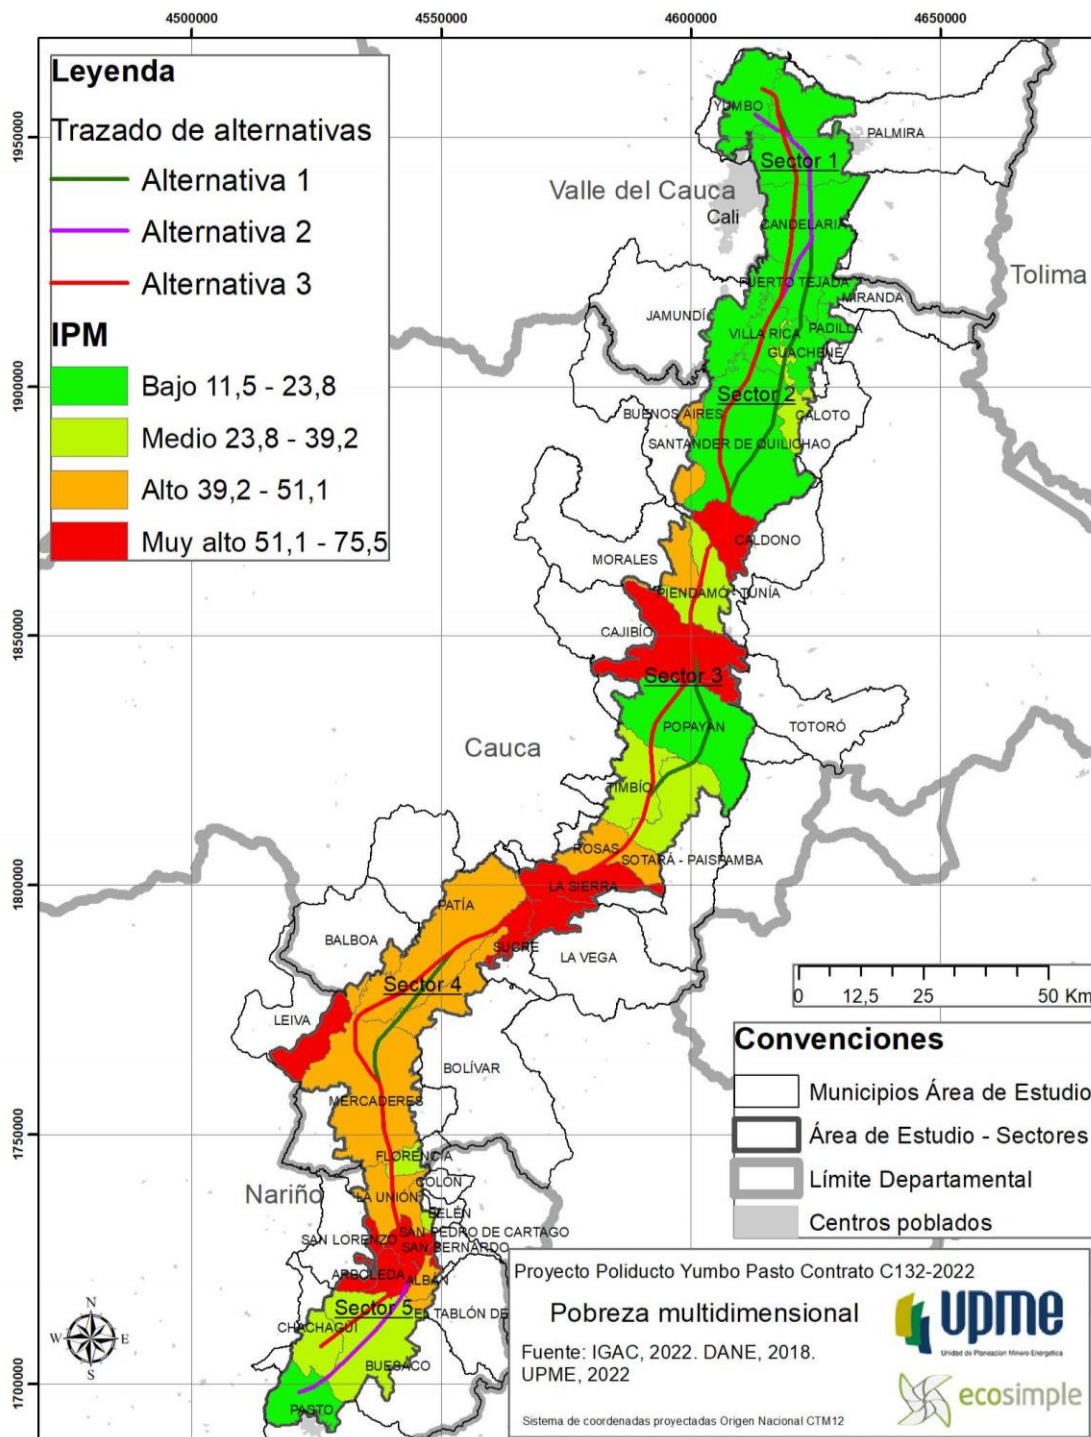 4500000
4550000
4600000
4650000
1950000
1900000
1850000
1800000
1750000
1700000
Leyenda
Trazado de alternativas
Alternativa 1
Alternativa 2
Alternativa 3
IPM
Bajo 11,5 - 23,8
Medio 23,8 - 39,2
Alto 39,2 - 51,1
Muy alto 51,1 - 75,5
YUMBO
PALMIRA
Sector 1
Valle del Cauca
Cali
CANDELARIA
Tolima
PUERTO TEJADA
MIRANDA
JAMUNDÍ
VILLA RICA
PADILLA
GUACHENÉ
Sector 2
BUENOS AIRES
CALOTO
SANTANDER DE QUILICHAO
CALDONO
MORALES
PIENDAMÓ - TUNÍA
CAJIBÍO
Sector 3
POPAYÁN
TOTORÓ
Cauca
TIMBÍO
ROSAS
SOTARÁ - PAISPAMBA
LA SIERRA
PATÍA
BALBOA
SUCRE
LA VEGA
Sector 4
LEIVA
BOLÍVAR
MERCADERES
FLORENCIA
COLÓN
Nariño
LA UNIÓN
BELÉN
SAN PEDRO DE CARTAGO
SAN LORENZO
SAN BERNARDO
ARBOLEDA
ALBÁN
Sector 5
EL TABLÓN DE
CHACHAGÜÍ
BUESACO
PASTO
0 12,5 25 50 Km
Convenciones
Municipios Área de Estudio
Área de Estudio - Sectores
Límite Departamental
Centros poblados
N
W E
S
Proyecto Poliducto Yumbo Pasto Contrato C132-2022
Pobreza multidimensional
Fuente: IGAC, 2022. DANE, 2018.
UPME, 2022
Sistema de coordenadas proyectadas Origen Nacional CTM12
upme
Unidad de Planeación Minero Energética
ecosimple